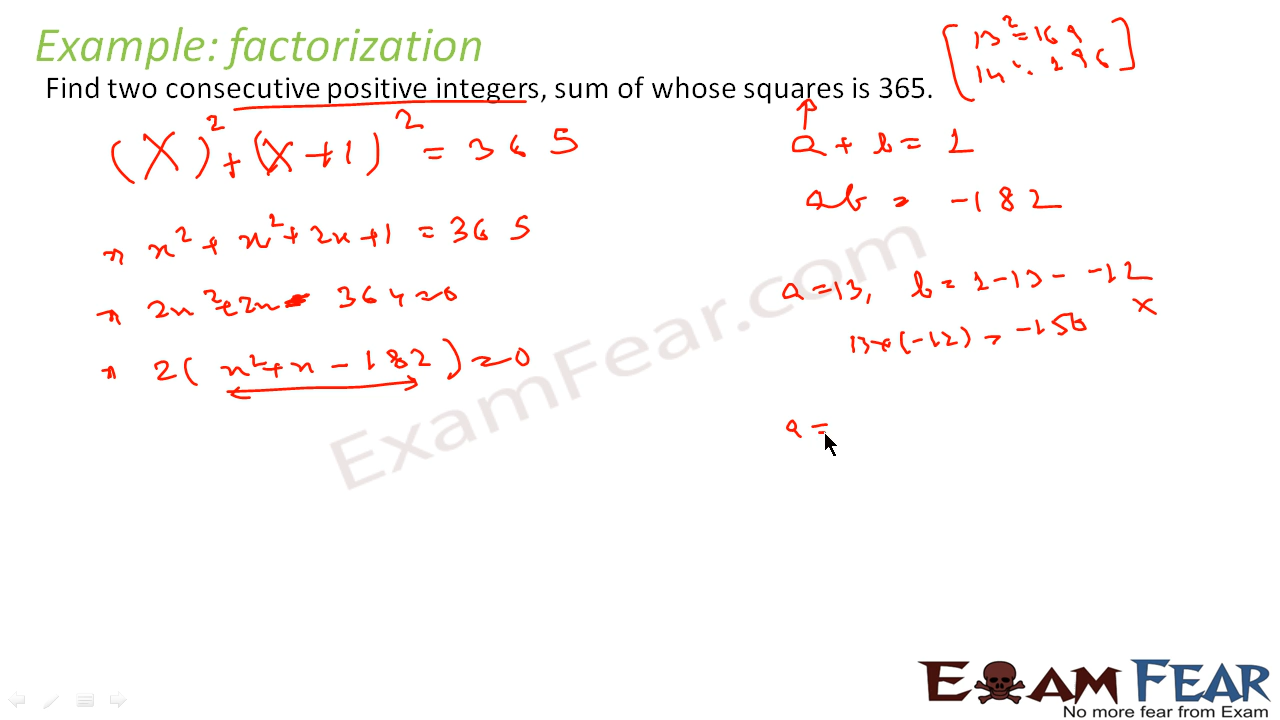 Example: factorization
Find two consecutive positive integers, sum of whose squares is 365.
[13² = 169
14² = 196]
(X)² + (X+1)² = 365
⇒ x² + x² + 2x + 1 = 365
⇒ 2x² + 2x - 364 = 0
⇒ 2(x² + x - 182) = 0
a + b = 1
ab = -182
a = 13, b = 1 - 13 = -12
13 * (-12) = -156 ×
a =
ExamFear.com
EXAM FEAR
No more fear from Exam